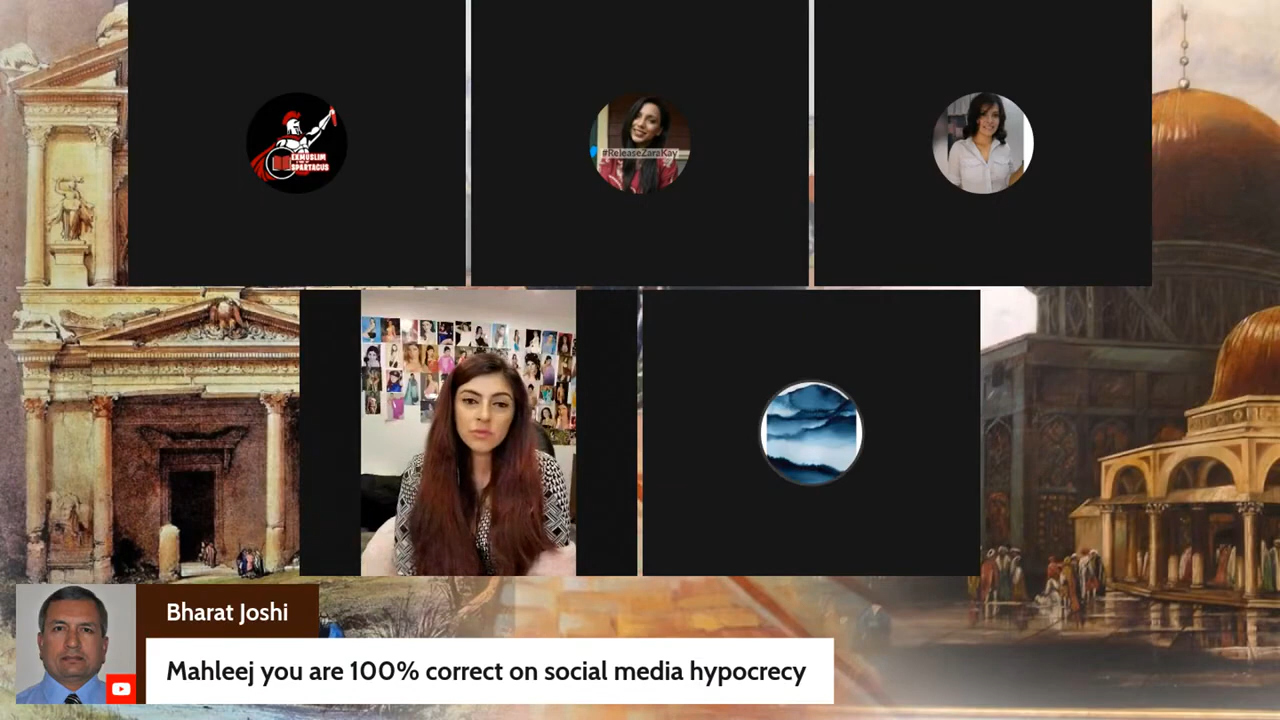 EXMUSLIM
SPARTACUS
#ReleaseZaraKay
Bharat Joshi
Mahleej you are 100% correct on social media hypocrecy